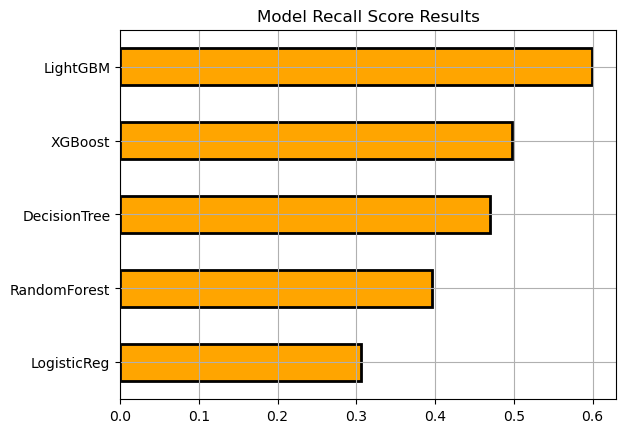 Model Recall Score Results
LightGBM
XGBoost
DecisionTree
RandomForest
LogisticReg
0.0 0.1 0.2 0.3 0.4 0.5 0.6